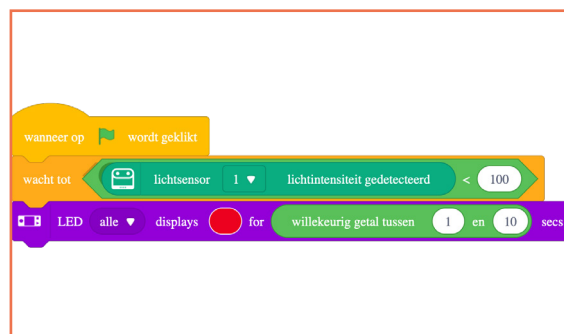 wanneer op wordt geklikt
wacht tot lichtsensor 1 lichtintensiteit gedetecteerd < 100
LED alle displays for willekeurig getal tussen 1 en 10 secs